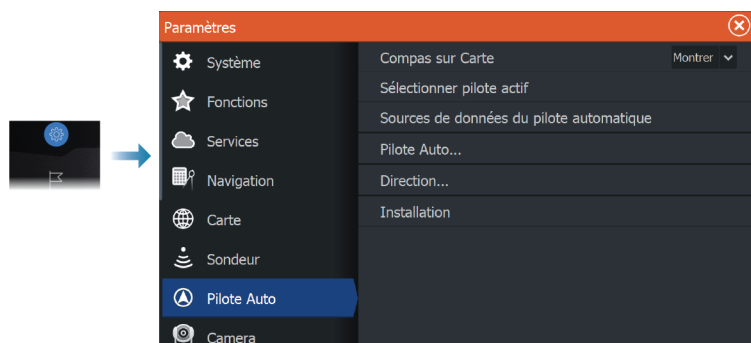 Paramètres
Système
Fonctions
Services
Navigation
Carte
Sondeur
Pilote Auto
Camera
Compas sur Carte Montrer
Sélectionner pilote actif
Sources de données du pilote automatique
Pilote Auto...
Direction...
Installation